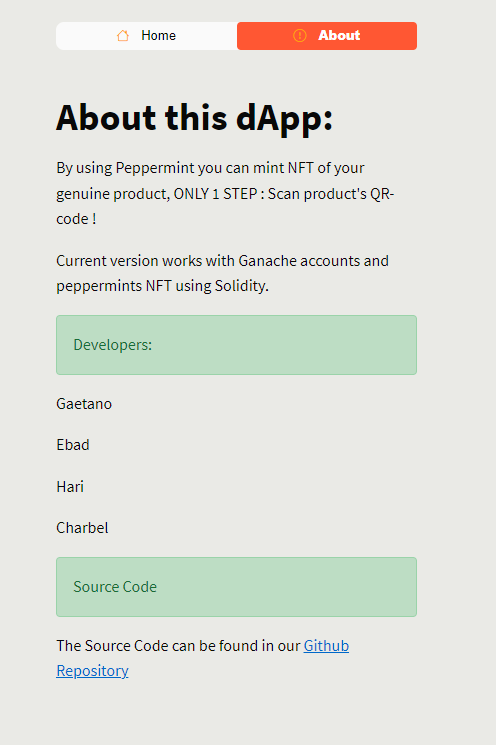 Home
About
About this dApp:
By using Peppermint you can mint NFT of your
genuine product, ONLY 1 STEP : Scan product's QR-
code !
Current version works with Ganache accounts and
peppermints NFT using Solidity.
Developers:
Gaetano
Ebad
Hari
Charbel
Source Code
The Source Code can be found in our Github
Repository